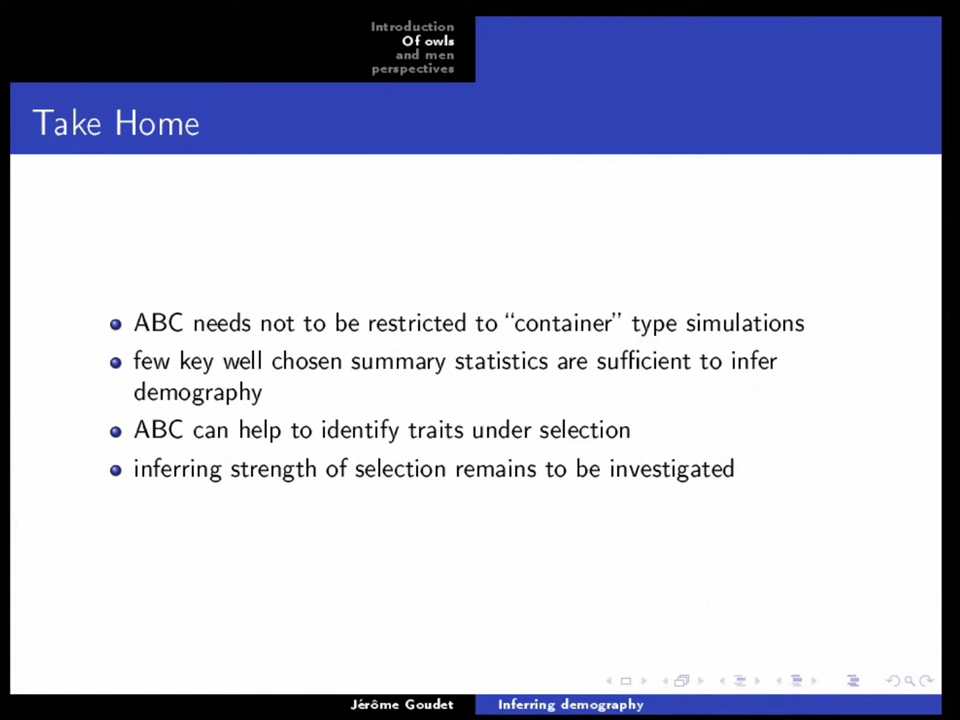 Introduction
Of owls
and men
perspectives
Take Home
ABC needs not to be restricted to “container” type simulations
few key well chosen summary statistics are sufficient to infer
demography
ABC can help to identify traits under selection
inferring strength of selection remains to be investigated
Jérôme Goudet
Inferring demography